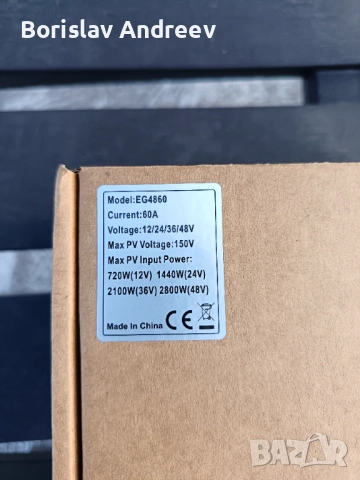 Borislav Andreev
Model:EG4860
Current:60A
Voltage:12/24/36/48V
Max PV Voltage:150V
Max PV Input Power:
720W(12V) 1440W(24V)
2100W(36V) 2800W(48V)
Made In China CE
BAZAR